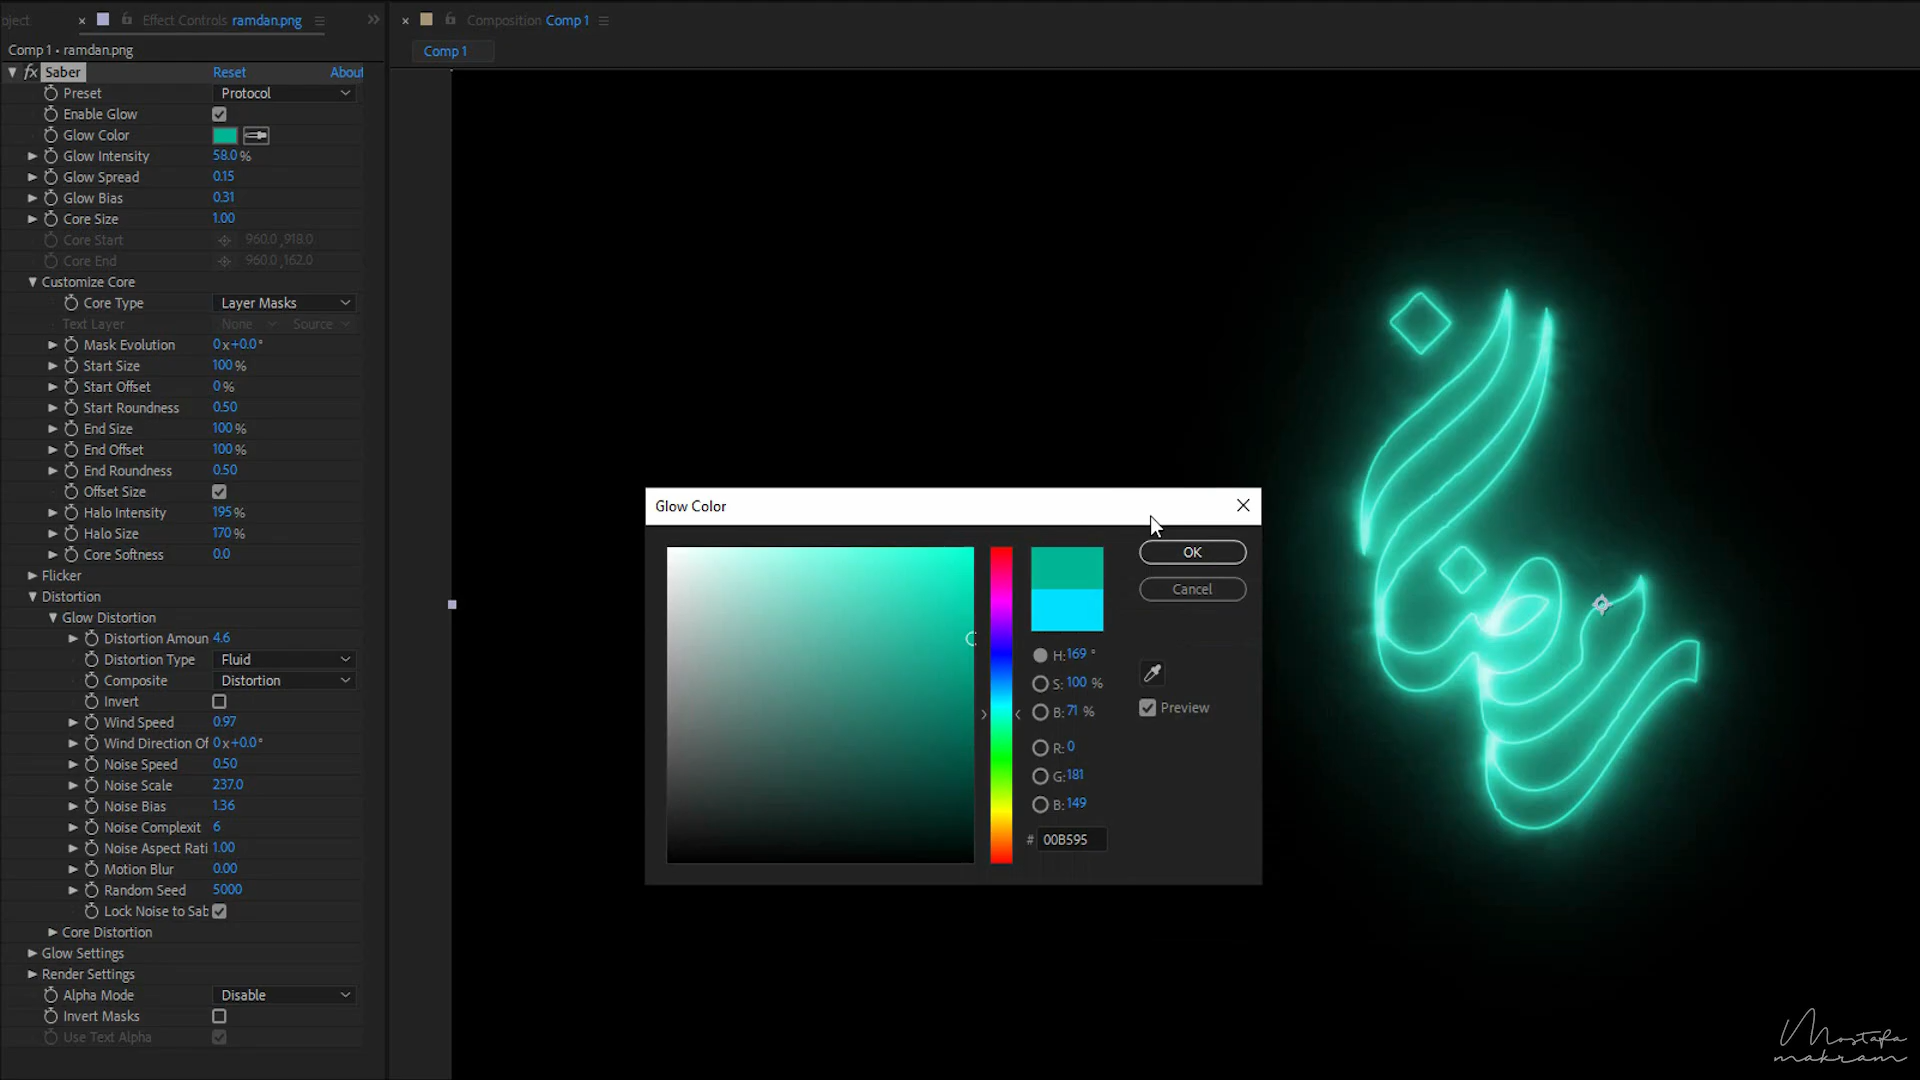 oject × Effect Controls ramdan.png ≡ »
Comp 1 • ramdan.png
fx Saber Reset About
Preset Protocol
Enable Glow
Glow Color
Glow Intensity 58.0 %
Glow Spread 0.15
Glow Bias 0.31
Core Size 1.00
Core Start 960.0 ,918.0
Core End 960.0 ,162.0
Customize Core
Core Type Layer Masks
Text Layer None Source
Mask Evolution 0x+0.0°
Start Size 100 %
Start Offset 0 %
Start Roundness 0.50
End Size 100 %
End Offset 100 %
End Roundness 0.50
Offset Size
Halo Intensity 195 %
Halo Size 170 %
Core Softness 0.0
Flicker
Distortion
Glow Distortion
Distortion Amoun 4.6
Distortion Type Fluid
Composite Distortion
Invert
Wind Speed 0.97
Wind Direction Of 0x+0.0°
Noise Speed 0.50
Noise Scale 237.0
Noise Bias 1.36
Noise Complexit 6
Noise Aspect Rati 1.00
Motion Blur 0.00
Random Seed 5000
Lock Noise to Sab
Core Distortion
Glow Settings
Render Settings
Alpha Mode Disable
Invert Masks
Use Text Alpha
× Composition Comp 1 ≡
Comp 1
Glow Color
OK
Cancel
H: 169 °
S: 100 %
B: 71 %
Preview
R: 0
G: 181
B: 149
# 00B595
رمضان
Mostafa
makram